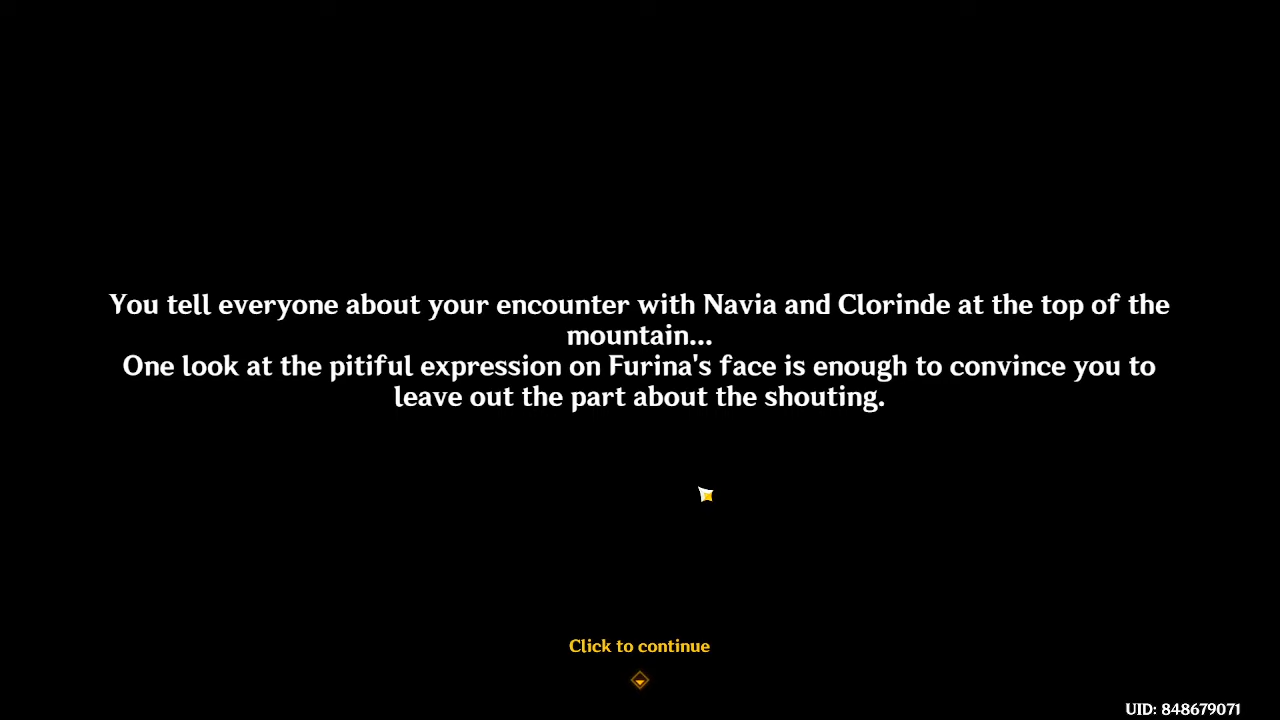 You tell everyone about your encounter with Navia and Clorinde at the top of the
mountain...
One look at the pitiful expression on Furina's face is enough to convince you to
leave out the part about the shouting.
Click to continue
UID: 848679071